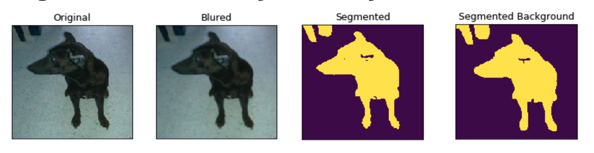 Original
Blured
Segmented
Segmented Background